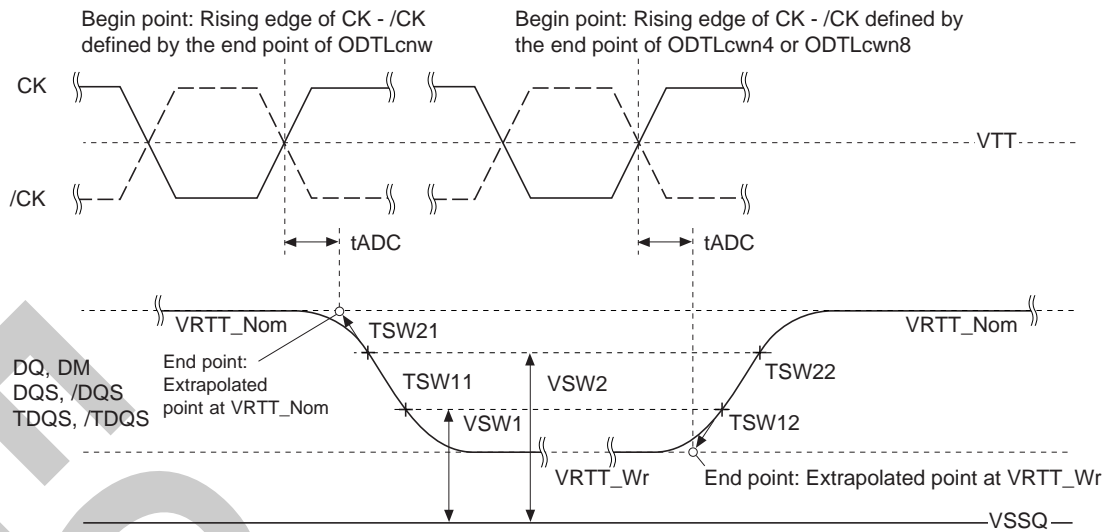 Begin point: Rising edge of CK - /CK
defined by the end point of ODTLcnw
Begin point: Rising edge of CK - /CK defined by
the end point of ODTLcwn4 or ODTLcwn8
CK
VTT
/CK
tADC
tADC
VRTT_Nom
TSW21
VRTT_Nom
DQ, DM
DQS, /DQS
TDQS, /TDQS
End point:
Extrapolated
point at VRTT_Nom
TSW11
VSW2
TSW22
VSW1
TSW12
VRTT_Wr
End point: Extrapolated point at VRTT_Wr
VSSQ